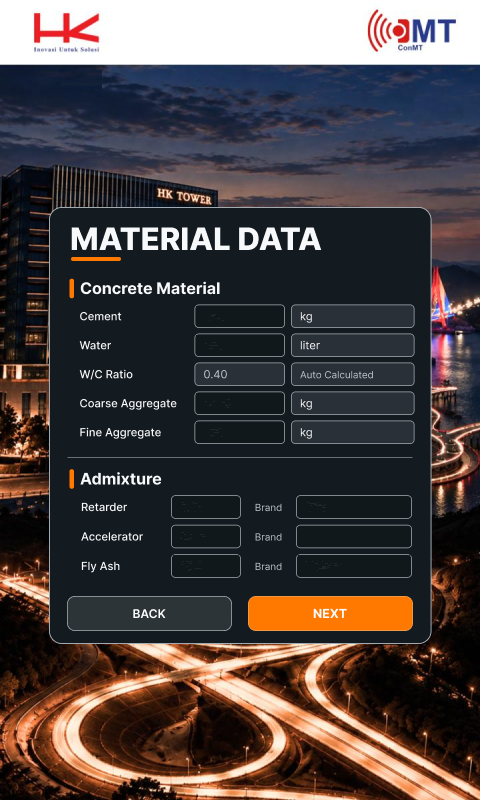 HK
Inovasi Untuk Solusi
MT
ConMT
HK TOWER
MATERIAL DATA
Concrete Material
Cement kg
Water liter
W/C Ratio 0.40 Auto Calculated
Coarse Aggregate kg
Fine Aggregate kg
Admixture
Retarder Brand
Accelerator Brand
Fly Ash Brand
BACK NEXT